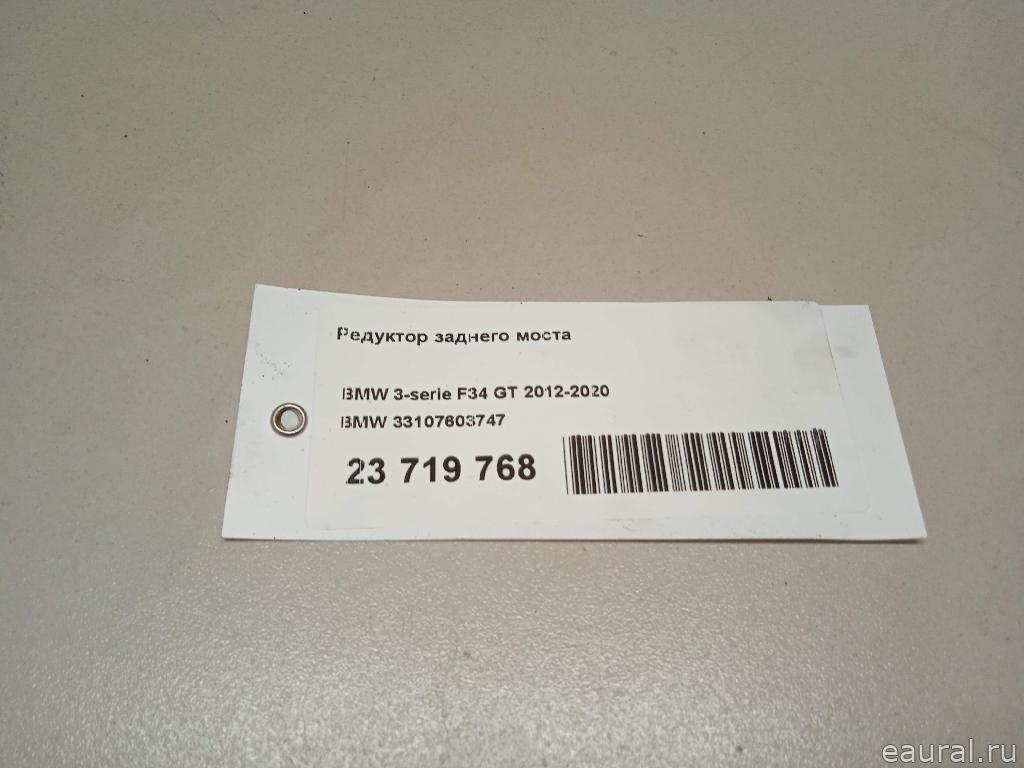 Редуктор заднего моста
BMW 3-serie F34 GT 2012-2020
BMW 33107603747
23 719 768
eaural.ru